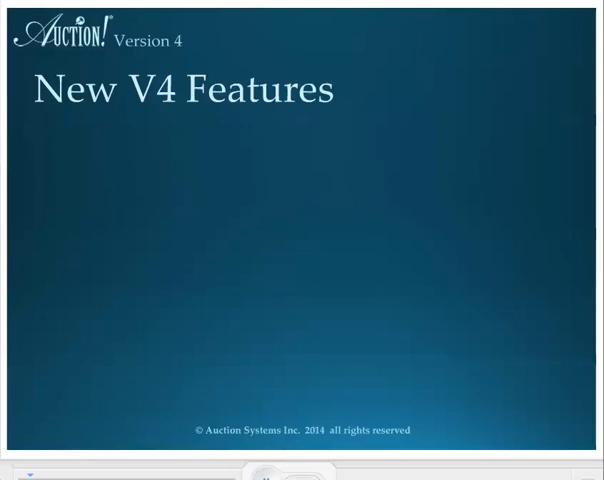 Auction!® Version 4
New V4 Features
© Auction Systems Inc. 2014 all rights reserved